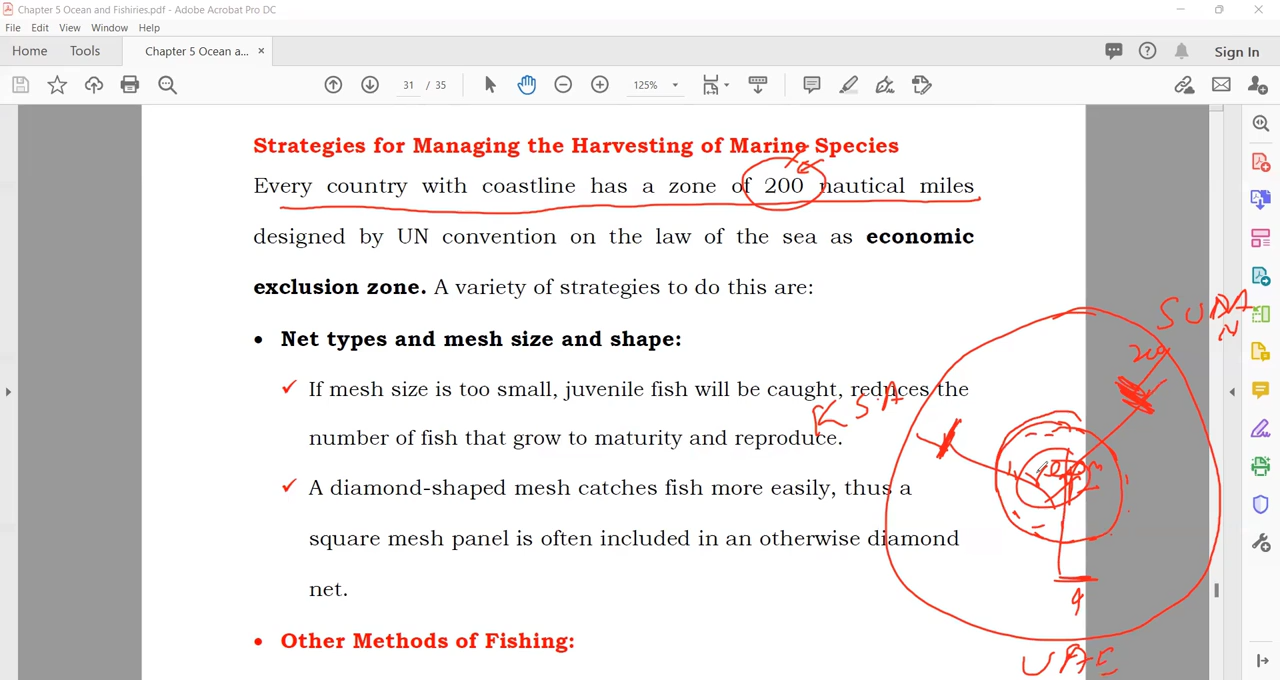 Chapter 5 Ocean and Fishiries.pdf - Adobe Acrobat Pro DC
File Edit View Window Help
Home Tools Chapter 5 Ocean a... × Sign In
31 / 35 125%
Strategies for Managing the Harvesting of Marine Species
Every country with coastline has a zone of 200 nautical miles
designed by UN convention on the law of the sea as economic
exclusion zone. A variety of strategies to do this are:
SUDAN
200
• Net types and mesh size and shape:
✓ If mesh size is too small, juvenile fish will be caught, reduces the
KSA
number of fish that grow to maturity and reproduce.
✓ A diamond-shaped mesh catches fish more easily, thus a
square mesh panel is often included in an otherwise diamond
net.
• Other Methods of Fishing:
UAE